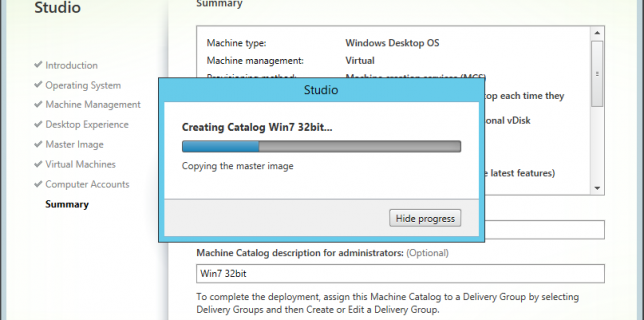 Studio
Summary
Introduction
Operating System
Machine Management
Desktop Experience
Master Image
Virtual Machines
Computer Accounts
Summary
Machine type: Windows Desktop OS
Machine management: Virtual
Provisioning method: Machine creation services (MCS)
top each time they
onal vDisk
e latest features)
Studio
Creating Catalog Win7 32bit...
Copying the master image
Hide progress
Machine Catalog description for administrators: (Optional)
Win7 32bit
To complete the deployment, assign this Machine Catalog to a Delivery Group by selecting
Delivery Groups and then Create or Edit a Delivery Group.